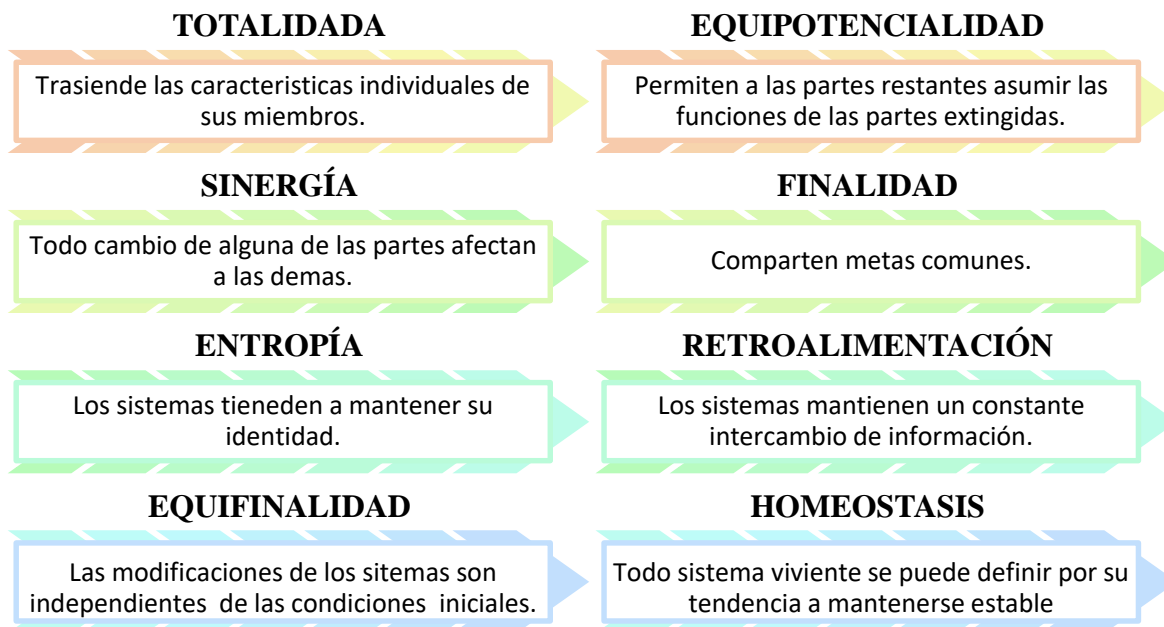 TOTALIDADA
Trasiende las caracteristicas individuales de
sus miembros.
EQUIPOTENCIALIDAD
Permiten a las partes restantes asumir las
funciones de las partes extingidas.
SINERGÍA
Todo cambio de alguna de las partes afectan
a las demas.
FINALIDAD
Comparten metas comunes.
ENTROPÍA
Los sistemas tieneden a mantener su
identidad.
RETROALIMENTACIÓN
Los sistemas mantienen un constante
intercambio de información.
EQUIFINALIDAD
Las modificaciones de los sitemas son
independientes de las condiciones iniciales.
HOMEOSTASIS
Todo sistema viviente se puede definir por su
tendencia a mantenerse estable